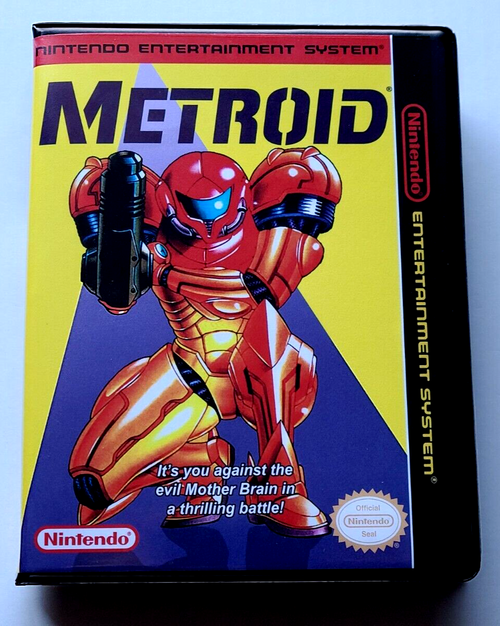 NINTENDO ENTERTAINMENT SYSTEM®
METROID®
It's you against the
evil Mother Brain in
a thrilling battle!
Nintendo®
Official
Nintendo
Seal
®
Nintendo
ENTERTAINMENT SYSTEM®